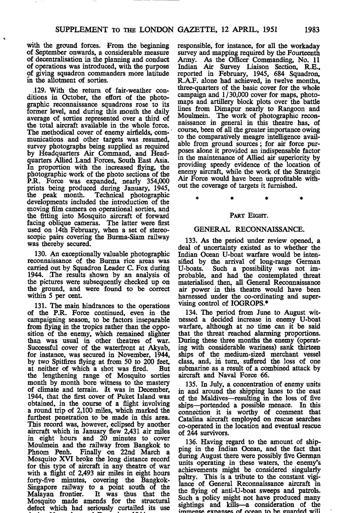 SUPPLEMENT TO THE LONDON GAZETTE, 12 APRIL, 1951 1983
with the ground forces. From the beginning
of September onwards, a considerable measure
of decentralisation in the planning and conduct
of operations was introduced, with the purpose
of giving squadron commanders more latitude
in the allotment of sorties.
129. With the return of fair-weather con-
ditions in October, the effort of the photo-
graphic reconnaissance squadrons rose to its
former level, and during this month the daily
average of sorties represented over a third of
the total aircraft available in the whole force.
The methodical cover of enemy airfields, com-
munications and other targets was resumed,
survey photographs being supplied as required
by Headquarters Air Command, and Head-
quarters Allied Land Forces, South East Asia.
In proportion with the increased flying, the
photographic work of the photo sections of the
P.R. Force was expanded, nearly 354,000
prints being produced during January, 1945,
the peak month. Technical photographic
developments included the introduction of the
moving film camera on operational sorties, and
the fitting into Mosquito aircraft of forward
facing oblique cameras. The latter were first
used on 14th February, when a set of stereo-
scopic pairs covering the Burma-Siam railway
was thereby secured.
130. An exceptionally valuable photographic
reconnaissance of the Burma rice areas was
carried out by Squadron Leader C. Fox during
1944. The results shown by an analysis of
the pictures were subsequently checked up on
the ground, and were found to be correct
within 5 per cent.
131. The main hindrances to the operations
of the P.R. Force continued, even in the
campaigning season, to be factors inseparable
from flying in the tropics rather than the oppo-
sition of the enemy, which remained slighter
than was usual in other theatres of war.
Successful cover of the waterfront at Akyab,
for instance, was secured in November, 1944,
by two Spitfires flying at from 50 to 200 feet,
at neither of which a shot was fired. But
the lengthening range of Mosquito sorties
month by month bore witness to the mastery
of climate and terrain. It was in December,
1944, that the first cover of Puket Island was
obtained, in the course of a flight involving
a round trip of 2,100 miles, which marked the
furthest penetration to be made in this area.
This record was, however, eclipsed by another
aircraft which in January flew 2,431 air miles
in eight hours and 20 minutes to cover
Moulmein and the railway from Bangkok to
Phnom Penh. Finally on 22nd March a
Mosquito XVI broke the long distance record
for this type of aircraft in any theatre of war
with a flight of 2,493 air miles in eight hours
forty-five minutes, covering the Bangkok-
Singapore railway to a point south of the
Malayan frontier. It was thus that the
Mosquito made amends for the structural
defect which had seriously curtailed its use
responsible, for instance, for all the workaday
survey and mapping required by the Fourteenth
Army. As the Officer Commanding, No. 11
Indian Air Survey Liaison Section, R.E.,
reported in February, 1945, 684 Squadron,
R.A.F. alone had achieved, in twelve months,
three-quarters of the basic cover for the whole
campaign and 1/30,000 cover for maps, photo-
maps and artillery block plots over the battle
lines from Dimapur nearly to Rangoon and
Moulmein. The work of photographic recon-
naissance in general in this theatre has, of
course, been of all the greater importance owing
to the comparatively meagre intelligence avail-
able from ground sources; for air force pur-
poses alone it provided an indispensable factor
in the maintenance of Allied air superiority by
providing speedy evidence of the location of
enemy aircraft, while the work of the Strategic
Air Force would have been unprofitable with-
out the coverage of targets it furnished.
* * * *
PART EIGHT.
GENERAL RECONNAISSANCE.
133. As the period under review opened, a
deal of uncertainty existed as to whether the
Indian Ocean U-boat warfare would be inten-
sified by the arrival of long-range German
U-boats. Such a possibility was not im-
probable, and had the contemplated threat
materialised then, all General Reconnaissance
air power in this theatre would have been
harnessed under the co-ordinating and super-
vising control of IOGROPS.*
134. The period from June to August wit-
nessed a decided increase in enemy U-boat
warfare, although at no time can it be said
that the threat reached alarming proportions.
During these three months the enemy (operat-
ing with considerable wariness) sank thirteen
ships of the medium-sized merchant vessel
class, and, in turn, suffered the loss of one
submarine as a result of a combined attack by
aircraft and Naval Force 66.
135. In July, a concentration of enemy units
in and around the shipping lanes to the east
of the Maldives—resulting in the loss of five
ships—portended a possible menace. In this
connection it is worthy of comment that
Catalina aircraft employed on rescue searches
co-operated in the location and eventual rescue
of 244 survivors.
136. Having regard to the amount of ship-
ping in the Indian Ocean, and the fact that
during August there were possibly five German
units operating in these waters, the enemy's
achievements might be considered singularly
paltry. This is a tribute to the constant vigi-
lance of General Reconnaissance aircraft in
the flying of anti-U-boat sweeps and patrols.
Such a policy might not have produced many
sightings and kills—a consideration of the
immense expanses of ocean to be guarded will